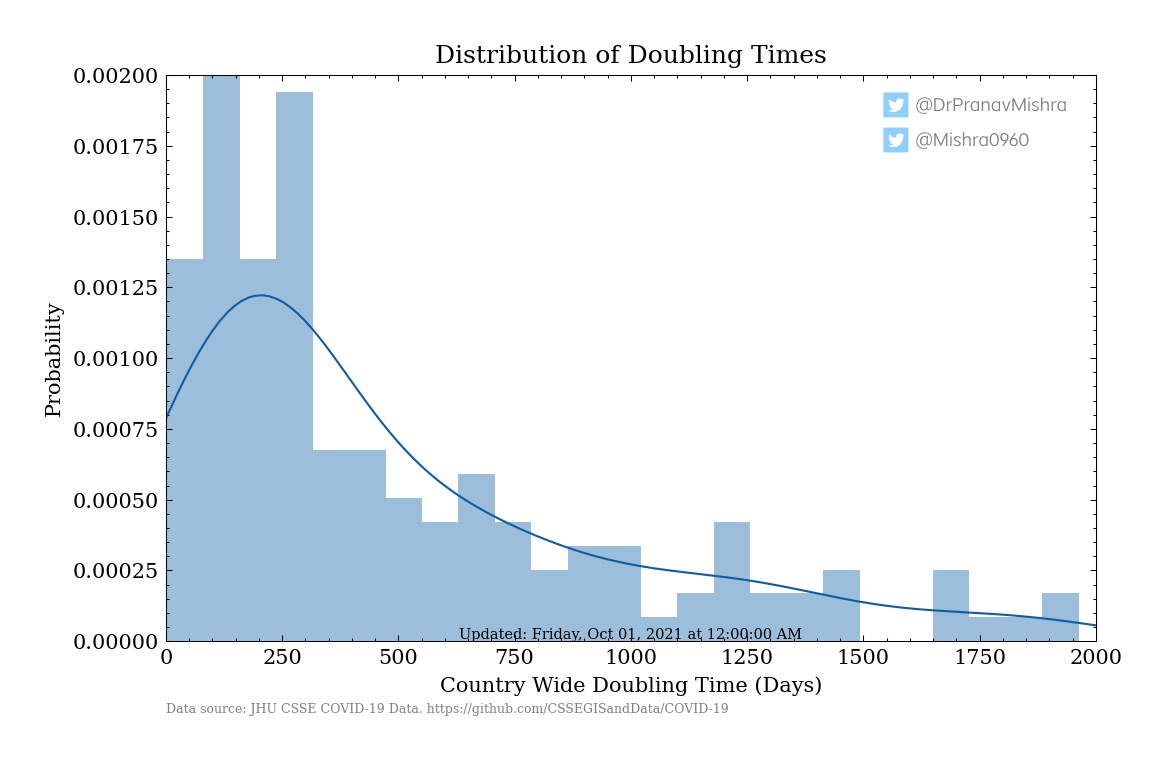 Distribution of Doubling Times
0.00200
0.00175
0.00150
0.00125
0.00100
0.00075
0.00050
0.00025
0.00000
Probability
@DrPranavMishra
@Mishra0960
Updated: Friday, Oct 01, 2021 at 12:00:00 AM
0 250 500 750 1000 1250 1500 1750 2000
Country Wide Doubling Time (Days)
Data source: JHU CSSE COVID-19 Data. https://github.com/CSSEGISandData/COVID-19